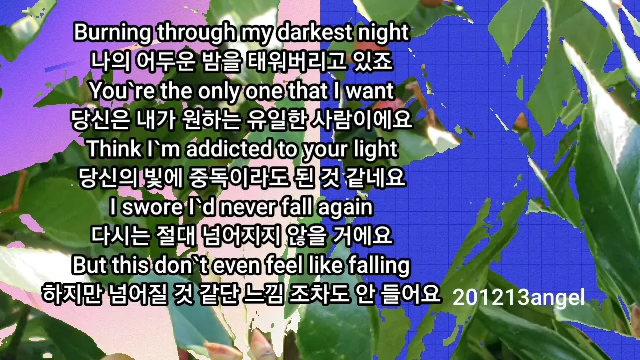 Burning through my darkest night
나의 어두운 밤을 태워버리고 있죠
You`re the only one that I want
당신은 내가 원하는 유일한 사람이에요
Think I`m addicted to your light
당신의 빛에 중독이라도 된 것 같네요
I swore I`d never fall again
다시는 절대 넘어지지 않을 거에요
But this don`t even feel like falling
하지만 넘어질 것 같단 느낌 조차도 안 들어요
201213angel